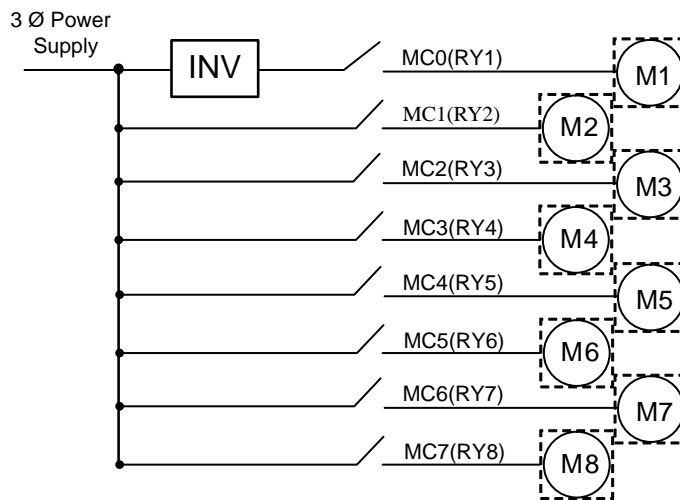 3 Ø Power
Supply
INV
MC0(RY1)
M1
MC1(RY2)
M2
MC2(RY3)
M3
MC3(RY4)
M4
MC4(RY5)
M5
MC5(RY6)
M6
MC6(RY7)
M7
MC7(RY8)
M8